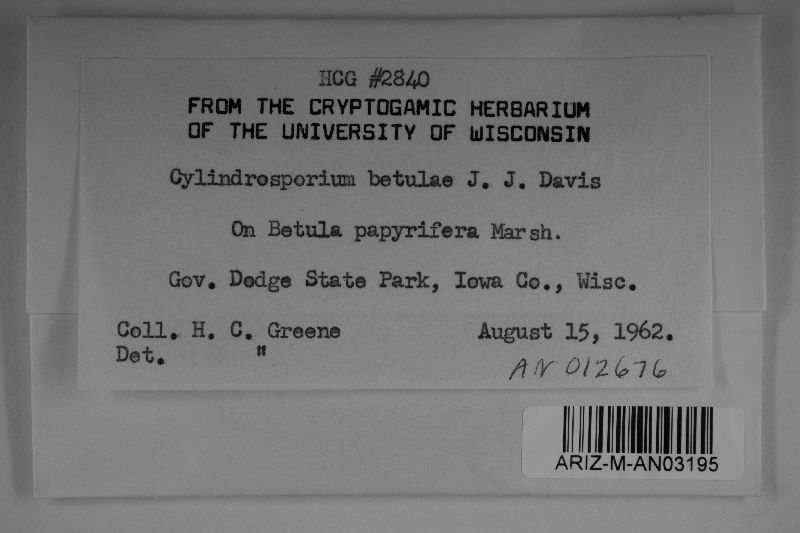 HCG #2840
FROM THE CRYPTOGAMIC HERBARIUM
OF THE UNIVERSITY OF WISCONSIN
Cylindrosporium betulae J. J. Davis
On Betula papyrifera Marsh.
Gov. Dodge State Park, Iowa Co., Wisc.
Coll. H. C. Greene August 15, 1962.
Det. "
AN 012676
ARIZ-M-AN03195